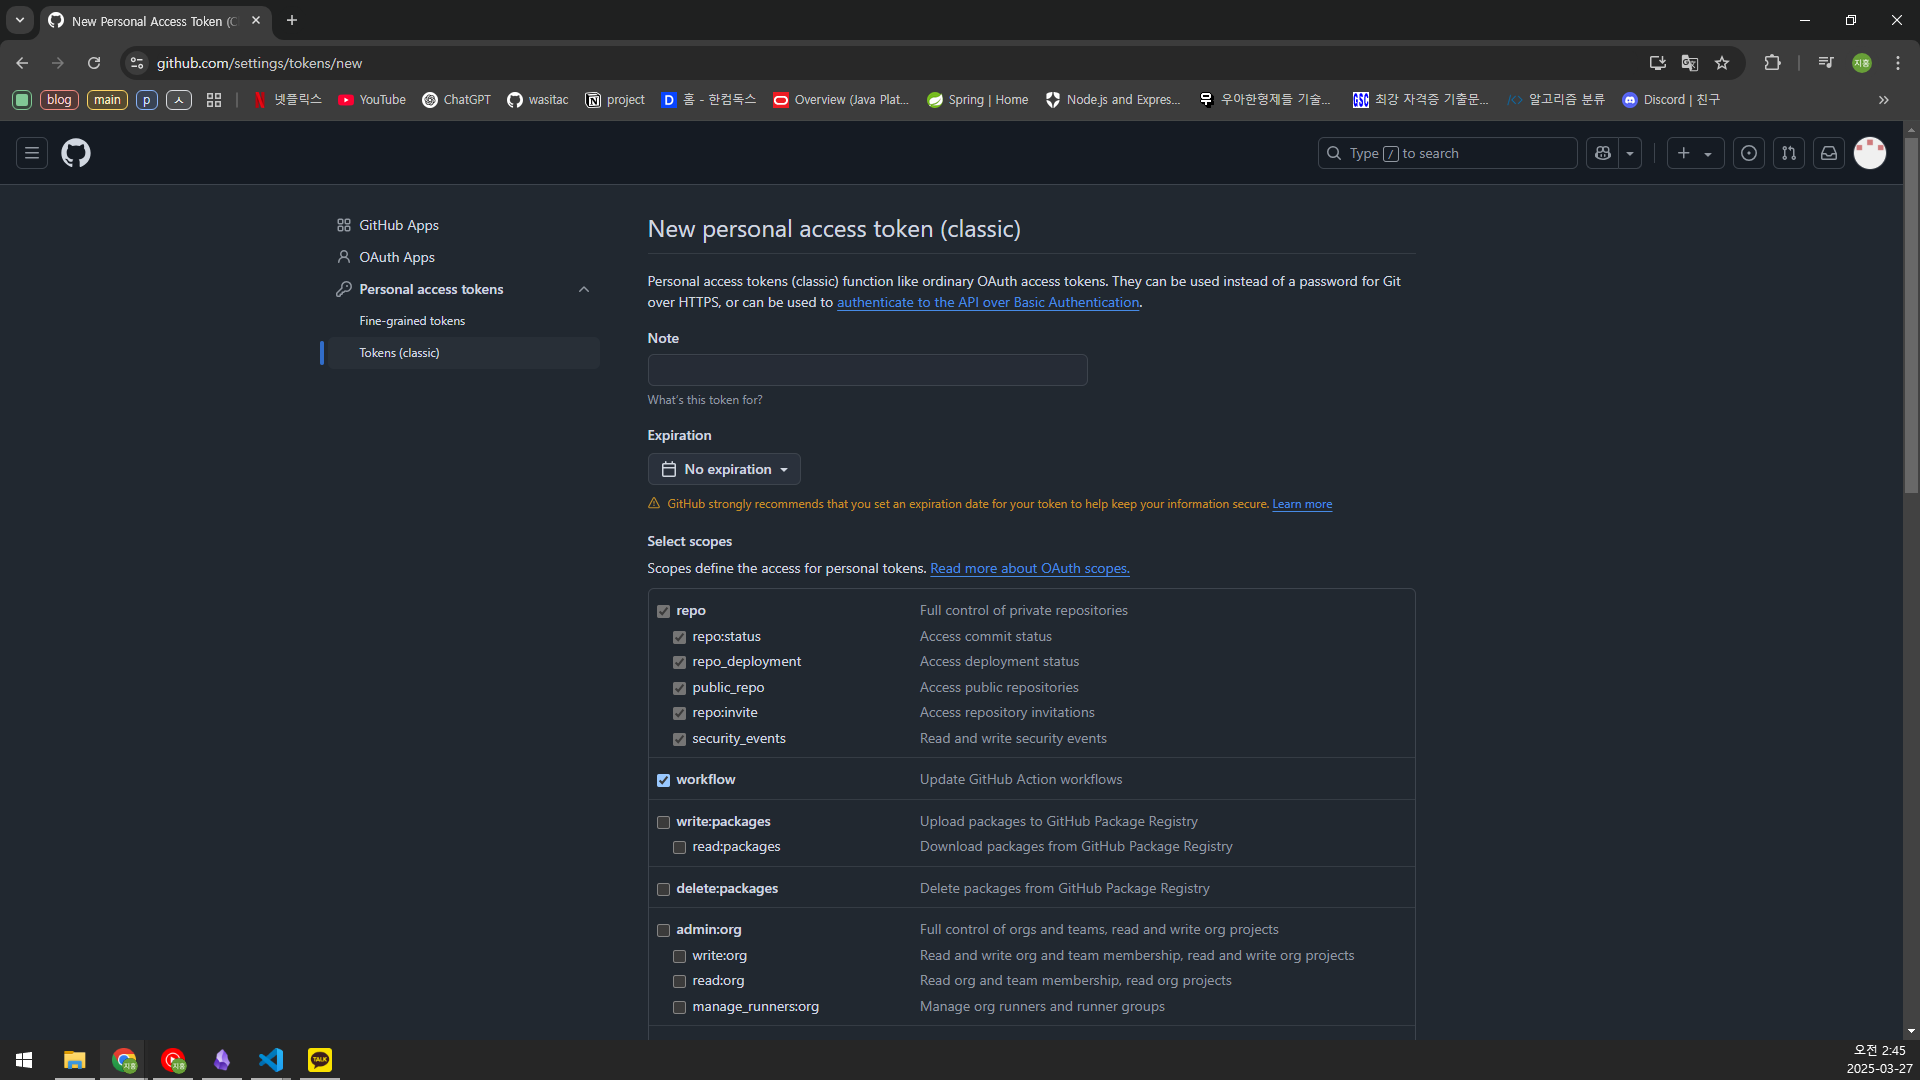 New Personal Access Token (C
github.com/settings/tokens/new
지홍
blog
main
p
ㅅ
넷플릭스
YouTube
ChatGPT
wasitac
project
홈 - 한컴독스
Overview (Java Plat...
Spring | Home
Node.js and Expres...
우아한형제들 기술...
최강 자격증 기출문...
알고리즘 분류
Discord | 친구
Type / to search
GitHub Apps
OAuth Apps
Personal access tokens
Fine-grained tokens
Tokens (classic)
New personal access token (classic)
Personal access tokens (classic) function like ordinary OAuth access tokens. They can be used instead of a password for Git
over HTTPS, or can be used to authenticate to the API over Basic Authentication.
Note
What's this token for?
Expiration
No expiration
GitHub strongly recommends that you set an expiration date for your token to help keep your information secure. Learn more
Select scopes
Scopes define the access for personal tokens. Read more about OAuth scopes.
repo Full control of private repositories
repo:status Access commit status
repo_deployment Access deployment status
public_repo Access public repositories
repo:invite Access repository invitations
security_events Read and write security events
workflow Update GitHub Action workflows
write:packages Upload packages to GitHub Package Registry
read:packages Download packages from GitHub Package Registry
delete:packages Delete packages from GitHub Package Registry
admin:org Full control of orgs and teams, read and write org projects
write:org Read and write org and team membership, read and write org projects
read:org Read org and team membership, read org projects
manage_runners:org Manage org runners and runner groups
지홍
지홍
TALK
오전 2:45
2025-03-27